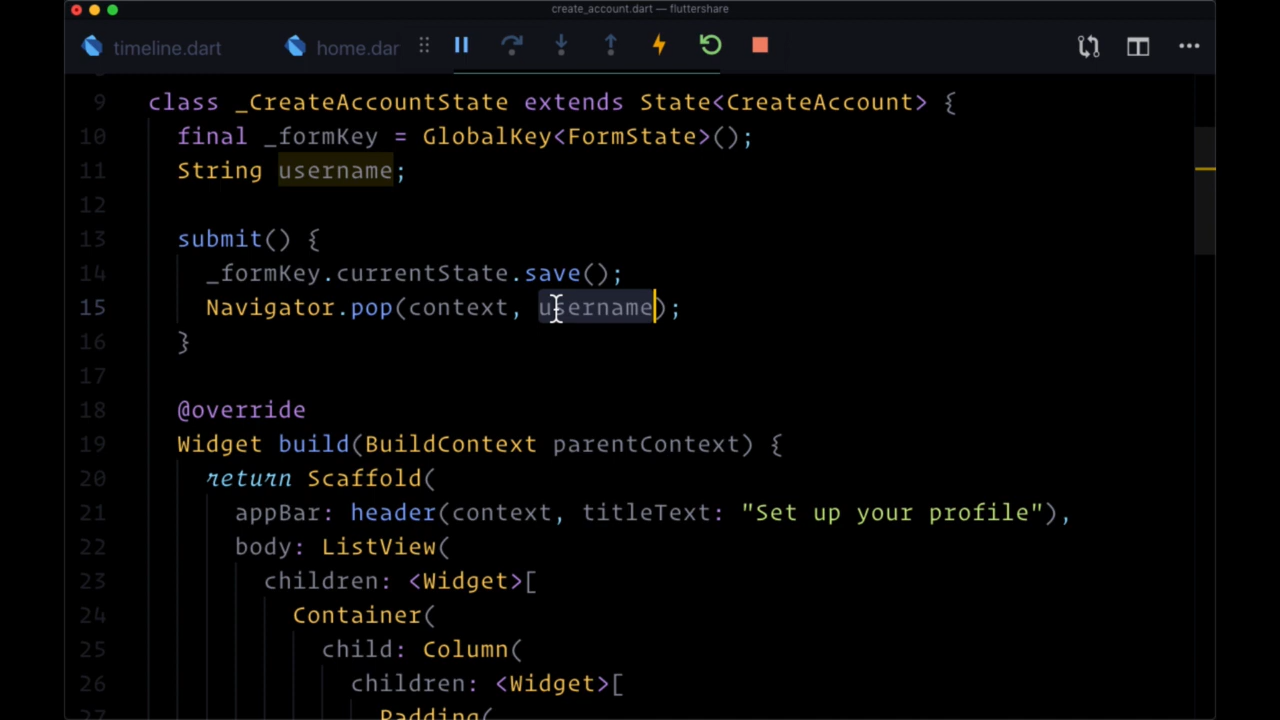 create_account.dart — fluttershare
timeline.dart home.dar
9 class _CreateAccountState extends State<CreateAccount> {
10 final _formKey = GlobalKey<FormState>();
11 String username;
12
13 submit() {
14 _formKey.currentState.save();
15 Navigator.pop(context, username);
16 }
17
18 @override
19 Widget build(BuildContext parentContext) {
20 return Scaffold(
21 appBar: header(context, titleText: "Set up your profile"),
22 body: ListView(
23 children: <Widget>[
24 Container(
25 child: Column(
26 children: <Widget>[
27 Padding(